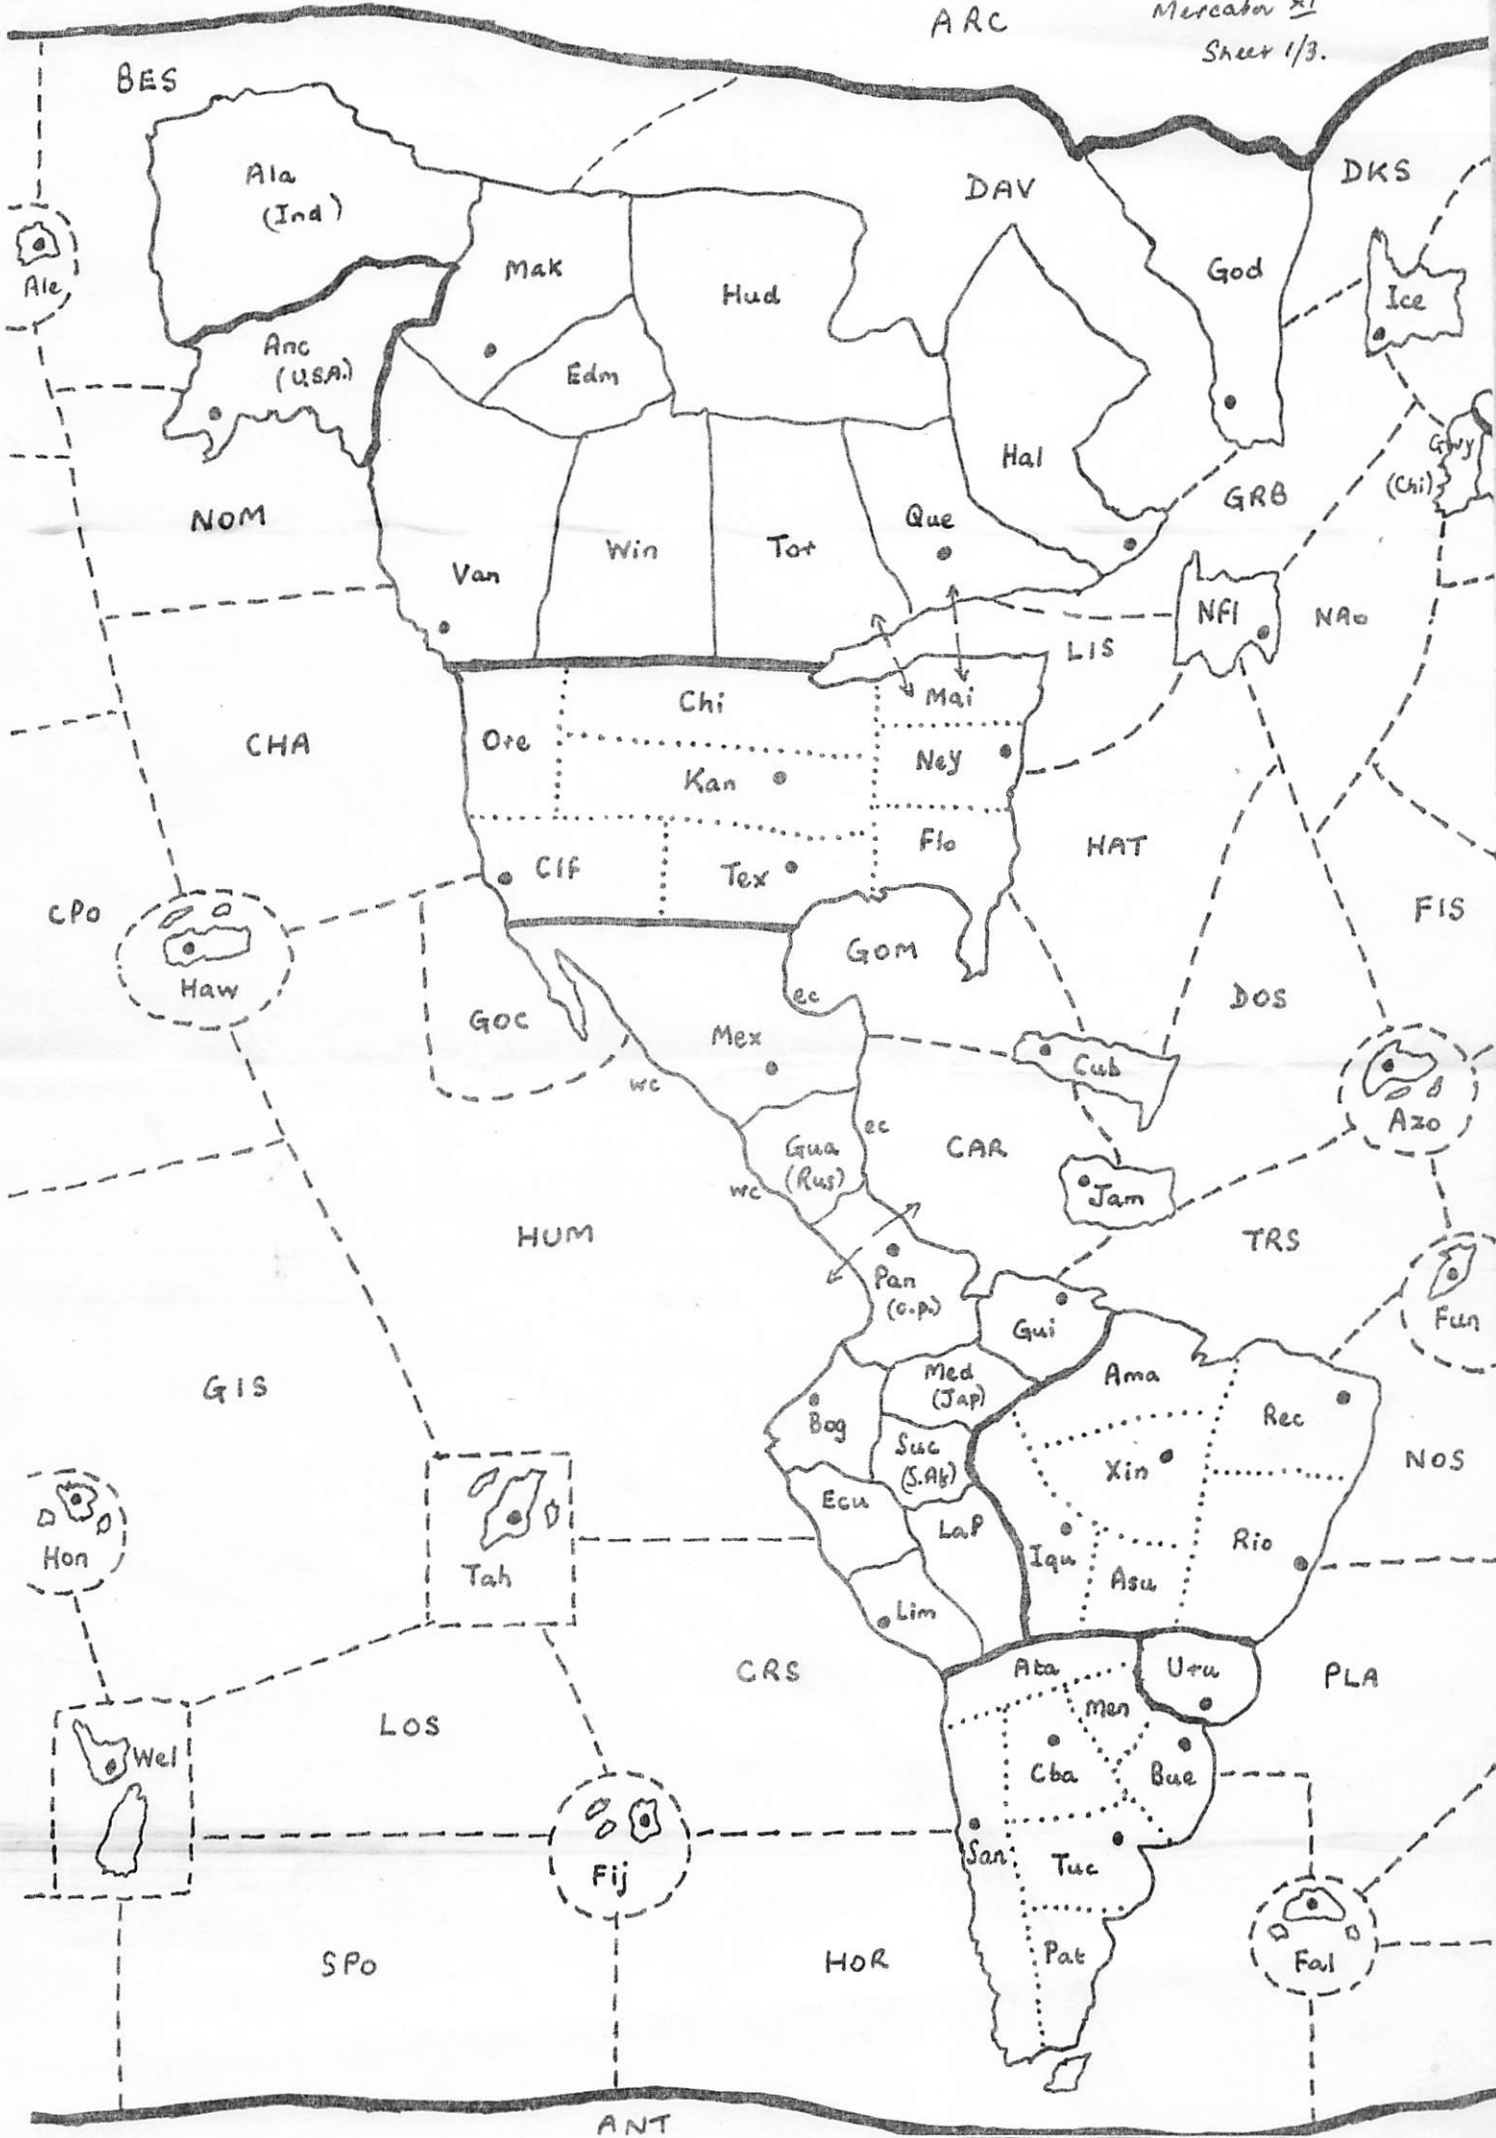 ARC
Mercator XI
Sheet 1/3.
BES
DKS
Ala
(Ind)
DAV
Mak
God
Hud
Ice
Ale
Anc
(U.S.A.)
Edm
Gwy
(Chi)
Hal
GRB
NOM
Que
Van
Win
Tor
NFl
NAo
LIS
Mai
Chi
Ore
CHA
Ney
Kan
Flo
HAT
Clf
Tex
CPo
FIS
GOM
Haw
ec
DOS
GOC
Mex
Cub
wc
Azo
ec
CAR
Gua
(Rus)
wc
Jam
HUM
TRS
Pan
(o.p.)
Gui
Fun
Med
(Jap)
Ama
GIS
Rec
Bog
Suc
(S.Af)
Xin
NOS
Ecu
LaP
Rio
Hon
Tah
Iqu
Asu
Lim
CRS
Ata
Uru
PLA
Men
LOS
Wel
Cba
Bue
San
Tuc
Fij
SPo
HOR
Pat
Fal
ANT